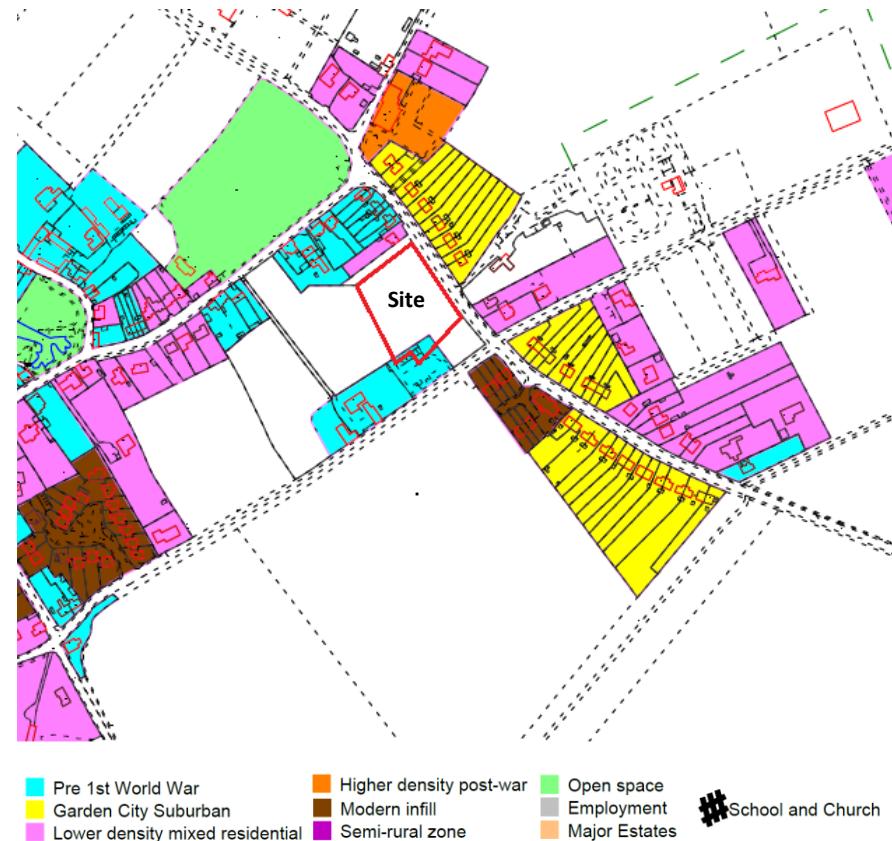 Site
Pre 1st World War
Garden City Suburban
Lower density mixed residential
Higher density post-war
Modern infill
Semi-rural zone
Open space
Employment
Major Estates
School and Church